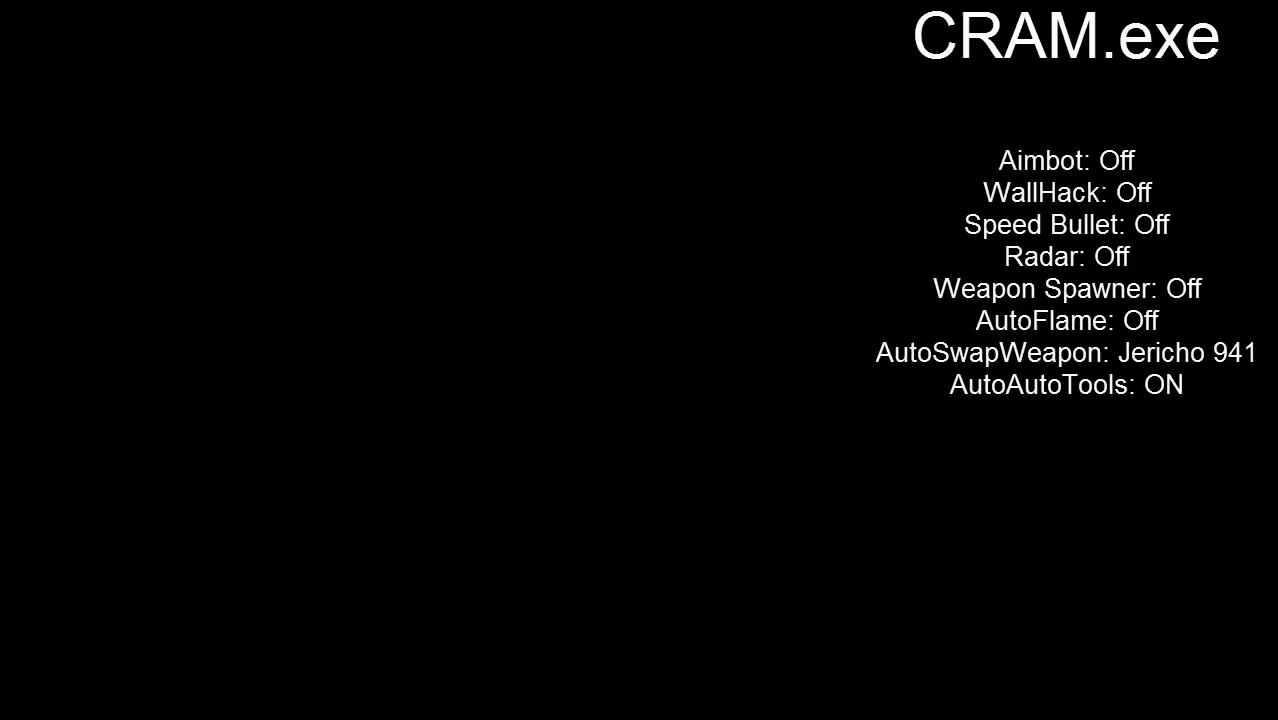 CRAM.exe
Aimbot: Off
WallHack: Off
Speed Bullet: Off
Radar: Off
Weapon Spawner: Off
AutoFlame: Off
AutoSwapWeapon: Jericho 941
AutoAutoTools: ON